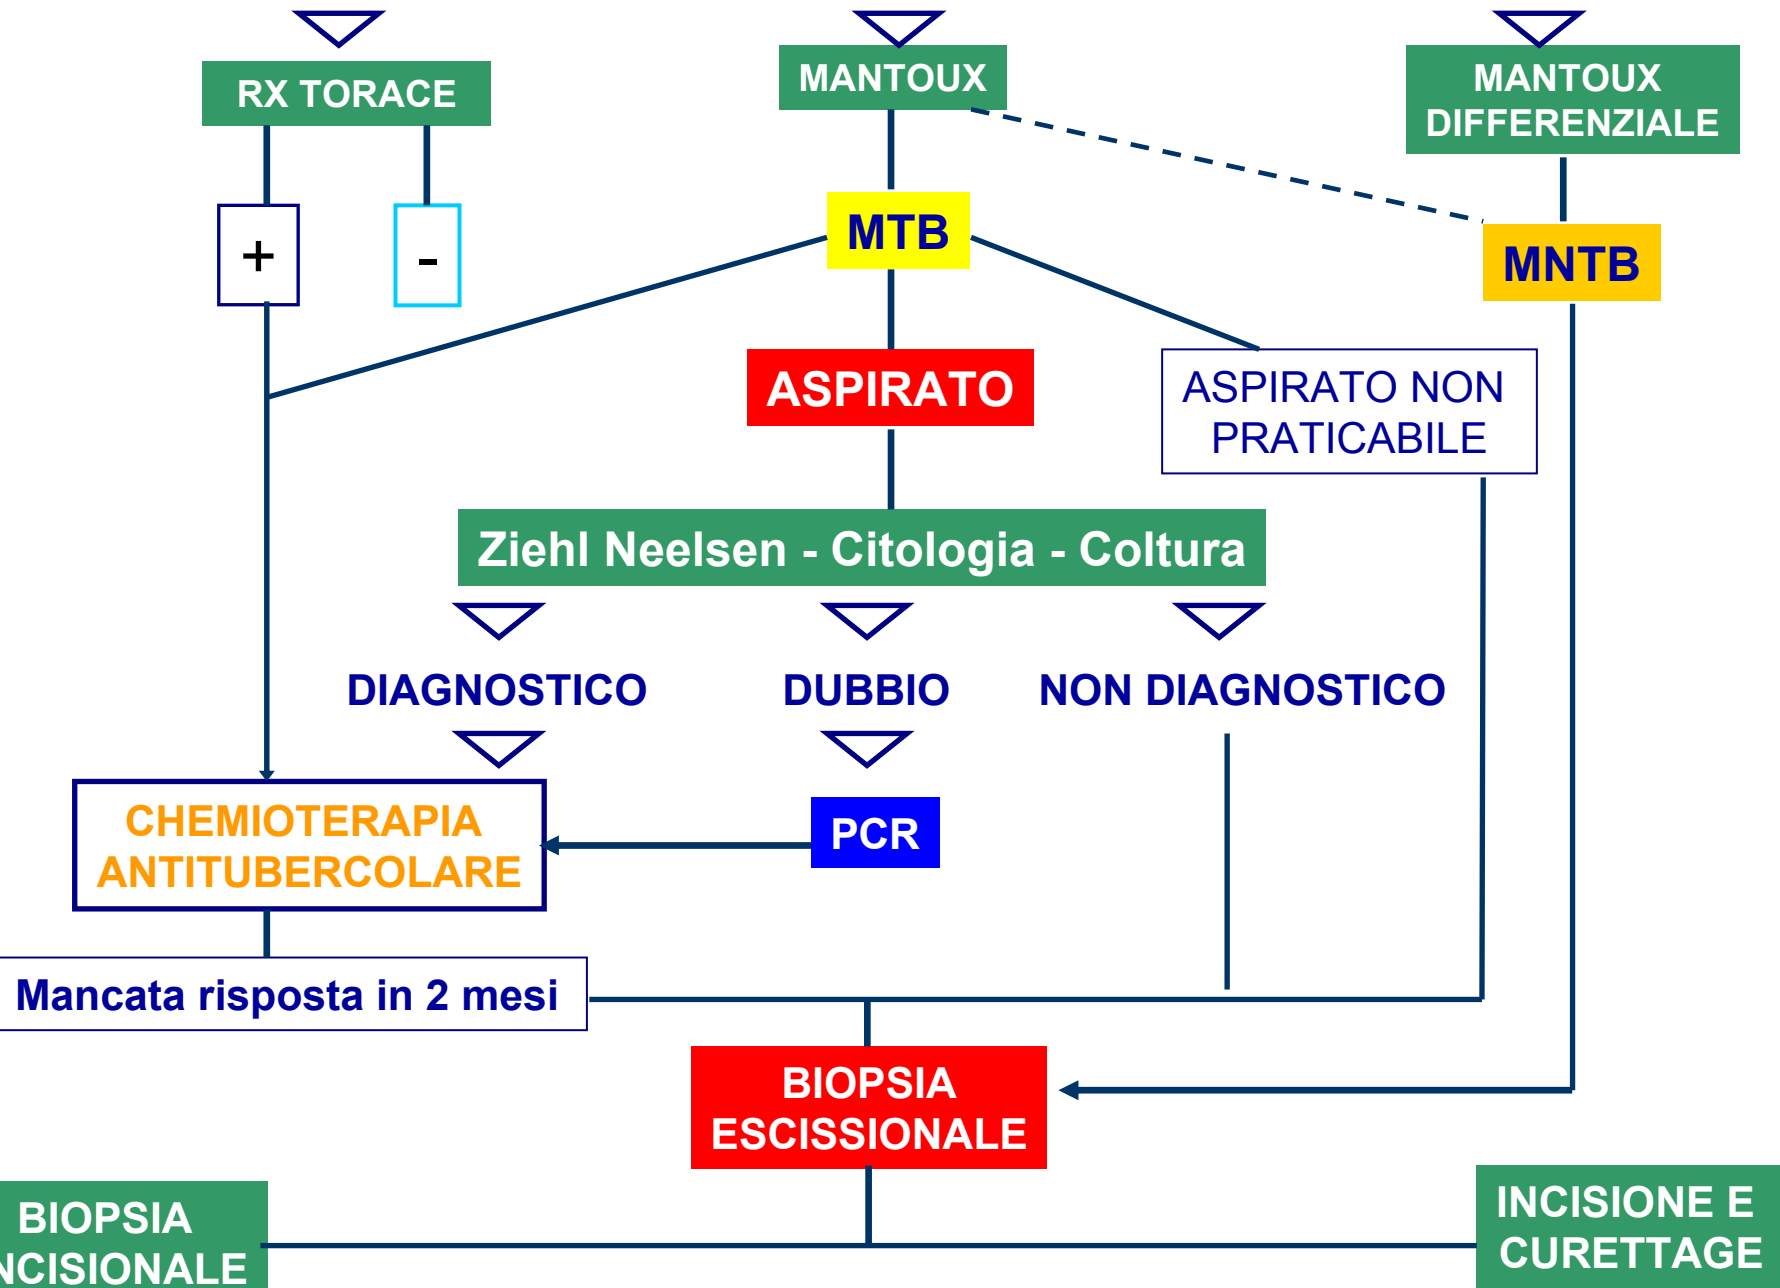 RX TORACE
MANTOUX
MANTOUX
DIFFERENZIALE
+
-
MTB
MNTB
ASPIRATO
ASPIRATO NON
PRATICABILE
Ziehl Neelsen - Citologia - Coltura
DIAGNOSTICO
DUBBIO
NON DIAGNOSTICO
CHEMIOTERAPIA
ANTITUBERCOLARE
PCR
Mancata risposta in 2 mesi
BIOPSIA
ESCISSIONALE
BIOPSIA
NCISIONALE
INCISIONE E
CURETTAGE